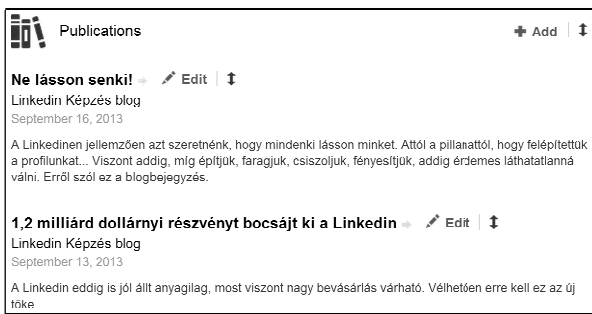 Publications
Add
Ne lásson senki! Edit
Linkedin Képzés blog
September 16, 2013
A Linkedinen jellemzően azt szeretnénk, hogy mindenki lásson minket. Attól a pillanattól, hogy felépítettük
a profilunkat... Viszont addig, míg építjük, faragjuk, csiszoljuk, fényesítjük, addig érdemes láthatatlanná
válni. Erről szól ez a blogbejegyzés.
1,2 milliárd dollárnyi részvényt bocsájt ki a Linkedin Edit
Linkedin Képzés blog
September 13, 2013
A Linkedin eddig is jól állt anyagilag, most viszont nagy bevásárlás várható. Vélhetően erre kell ez az új
tőke